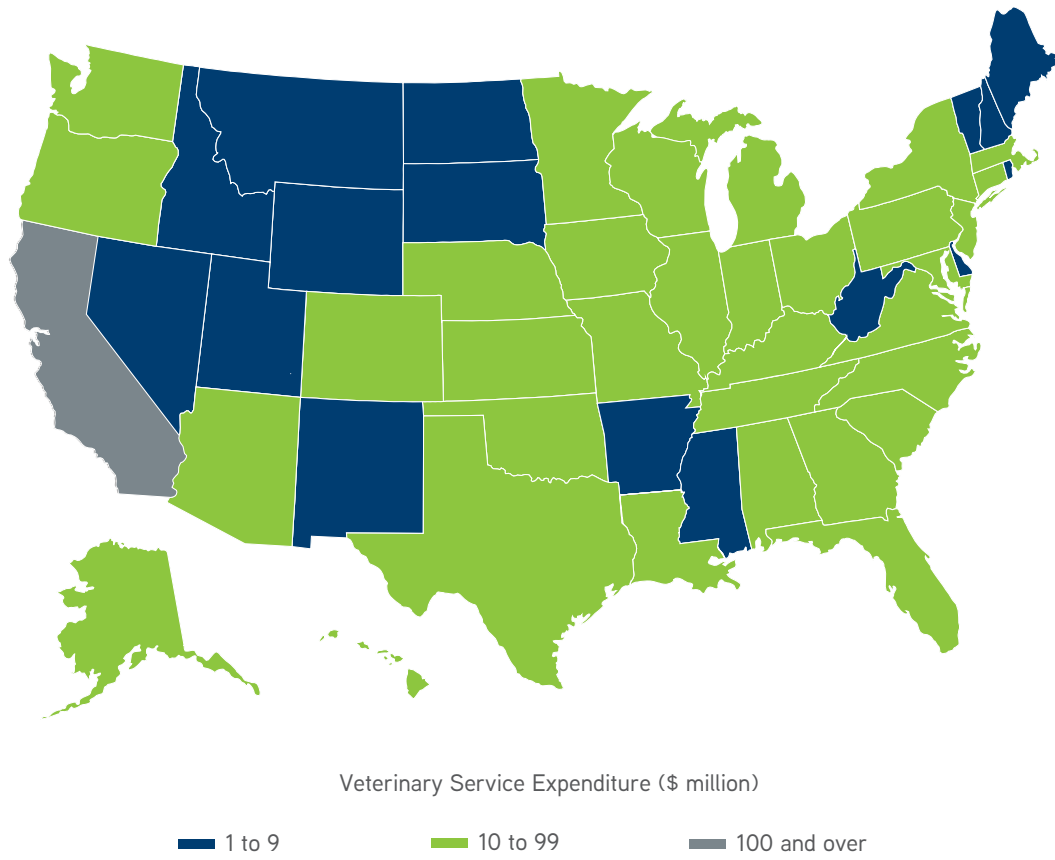 Veterinary Service Expenditure ($ million)
1 to 9
10 to 99
100 and over